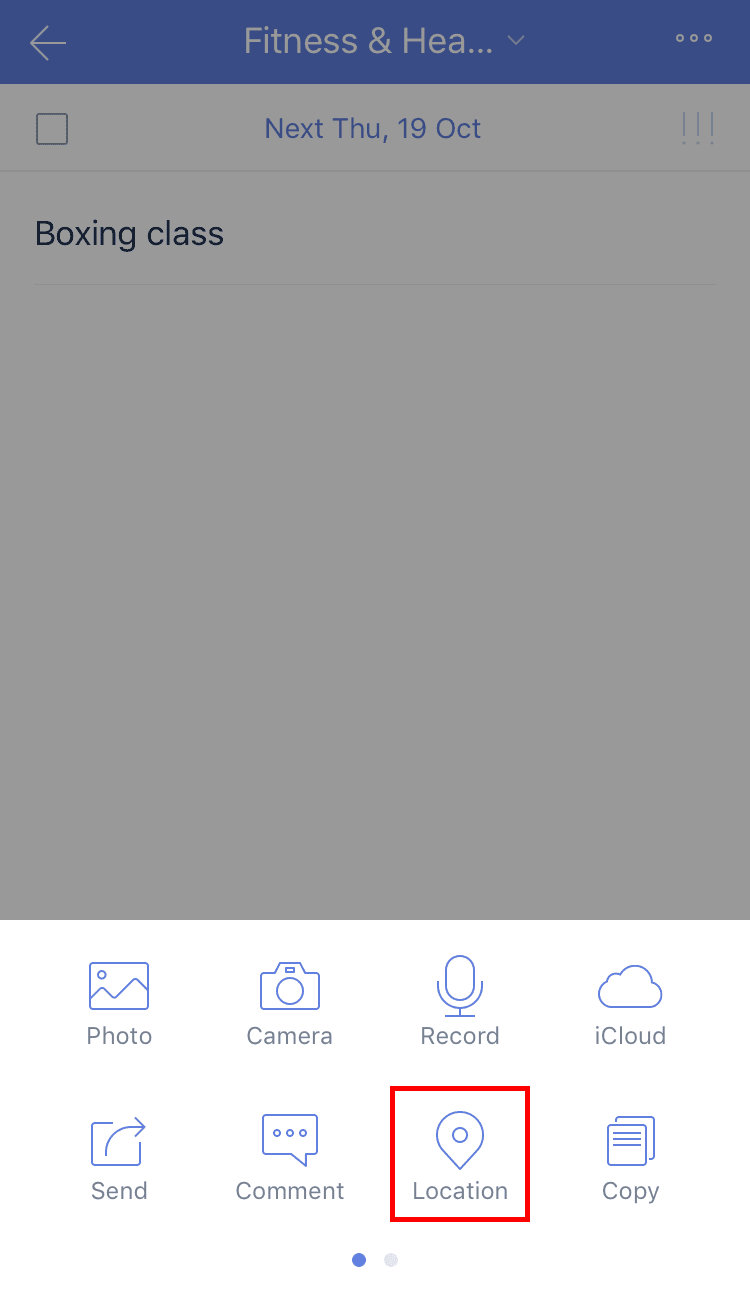 Fitness & Hea...
Next Thu, 19 Oct
Boxing class
Photo
Camera
Record
iCloud
Send
Comment
Location
Copy